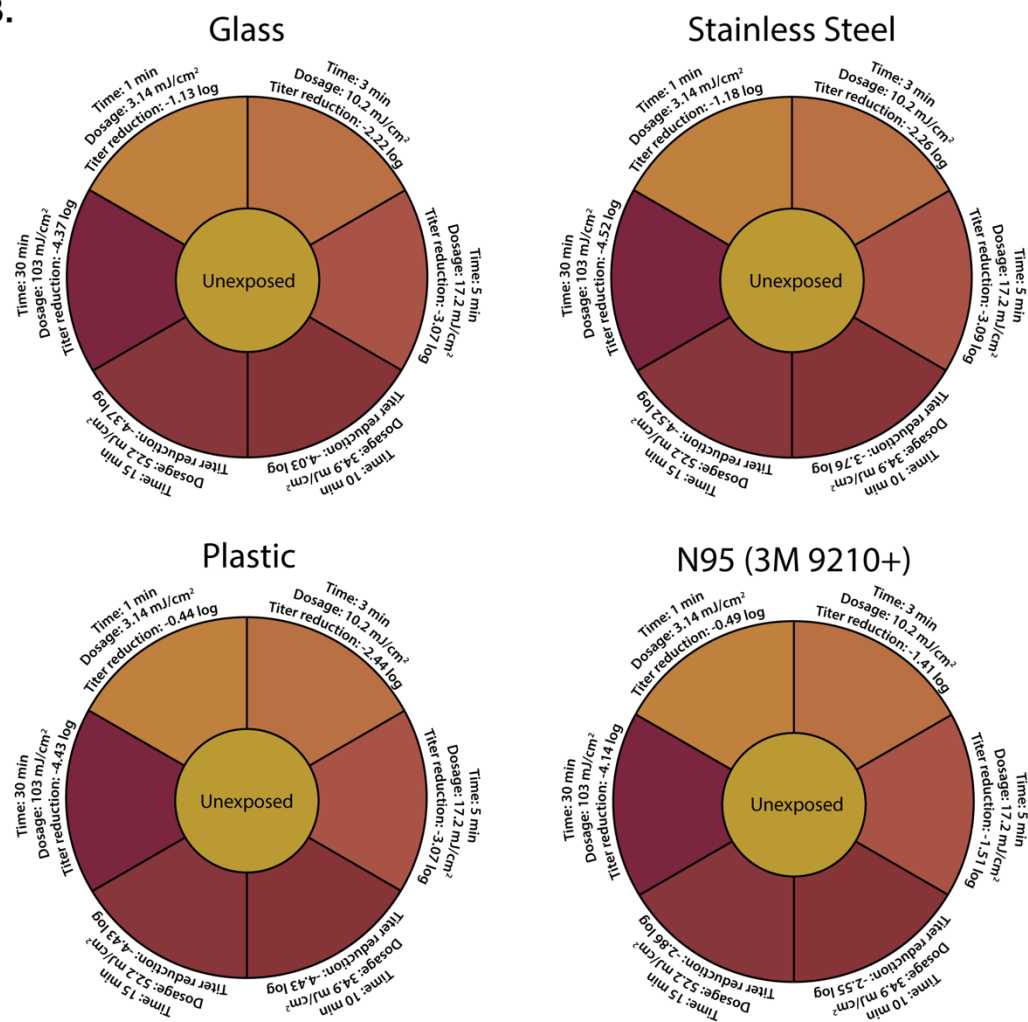 Glass
Time: 1 min
Dosage: 3.14 mJ/cm²
Titer reduction: -1.13 log
Time: 3 min
Dosage: 10.2 mJ/cm²
Titer reduction: -2.22 log
Time: 5 min
Dosage: 17.2 mJ/cm²
Titer reduction: -3.07 log
Time: 10 min
Dosage: 34.9 mJ/cm²
Titer reduction: -4.03 log
Time: 15 min
Dosage: 52.2 mJ/cm²
Titer reduction: -4.37 log
Time: 30 min
Dosage: 103 mJ/cm²
Titer reduction: -4.37 log
Unexposed
Stainless Steel
Time: 1 min
Dosage: 3.14 mJ/cm²
Titer reduction: -1.18 log
Time: 3 min
Dosage: 10.2 mJ/cm²
Titer reduction: -2.26 log
Time: 5 min
Dosage: 17.2 mJ/cm²
Titer reduction: -3.09 log
Time: 10 min
Dosage: 34.9 mJ/cm²
Titer reduction: -3.76 log
Time: 15 min
Dosage: 52.2 mJ/cm²
Titer reduction: -4.52 log
Time: 30 min
Dosage: 103 mJ/cm²
Titer reduction: -4.52 log
Unexposed
Plastic
Time: 1 min
Dosage: 3.14 mJ/cm²
Titer reduction: -0.44 log
Time: 3 min
Dosage: 10.2 mJ/cm²
Titer reduction: -2.44 log
Time: 5 min
Dosage: 17.2 mJ/cm²
Titer reduction: -3.07 log
Time: 10 min
Dosage: 34.9 mJ/cm²
Titer reduction: -4.43 log
Time: 15 min
Dosage: 52.2 mJ/cm²
Titer reduction: -4.43 log
Time: 30 min
Dosage: 103 mJ/cm²
Titer reduction: -4.43 log
Unexposed
N95 (3M 9210+)
Time: 1 min
Dosage: 3.14 mJ/cm²
Titer reduction: -0.49 log
Time: 3 min
Dosage: 10.2 mJ/cm²
Titer reduction: -1.41 log
Time: 5 min
Dosage: 17.2 mJ/cm²
Titer reduction: -1.51 log
Time: 10 min
Dosage: 34.9 mJ/cm²
Titer reduction: -2.55 log
Time: 15 min
Dosage: 52.2 mJ/cm²
Titer reduction: -2.86 log
Time: 30 min
Dosage: 103 mJ/cm²
Titer reduction: -4.14 log
Unexposed